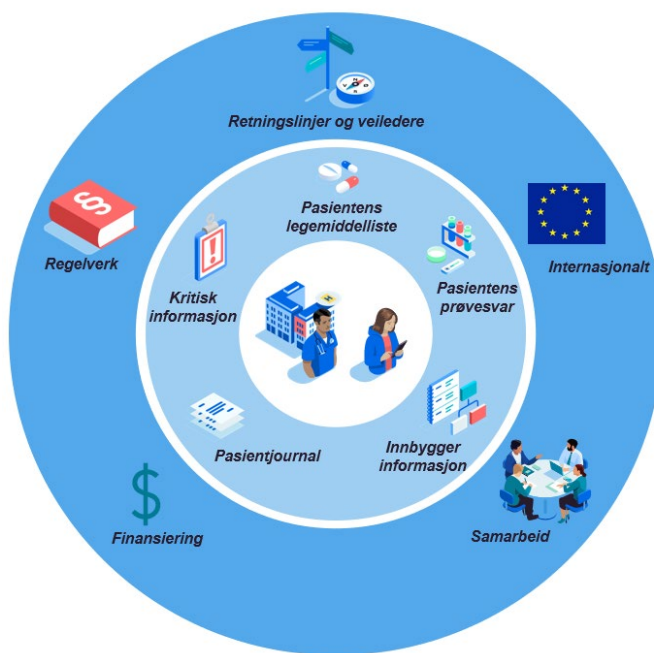 Retningslinjer og veiledere
Pasientens
legemiddelliste
Regelverk
Internasjonalt
Kritisk
informasjon
Pasientens
prøvesvar
Pasientjournal
Innbygger
informasjon
Finansiering
Samarbeid